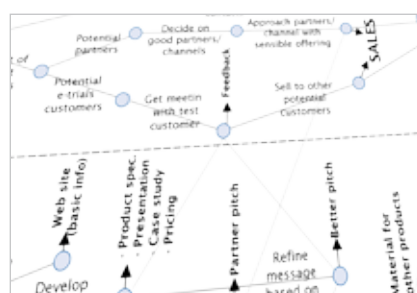 Potential
partners
Decide on
good partners/
channels
Approach partners/
channel with
sensible offering
SALES
Potential
e-trials
customers
Get meetin
with test
customer
Feedback
Sell to other
potential
Customers
Web site
(basic info)
· Product spec.
· Presentation
· Case study
· Pricing
Partner pitch
Better pitch
Material for
other products
Refine
message
based on
Develop